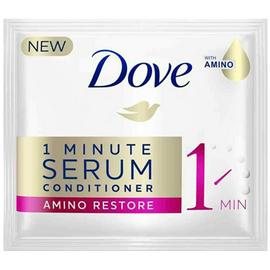 NEW
WITH
AMINO
Dove
1 MINUTE
SERUM
CONDITIONER
AMINO RESTORE
1
MIN